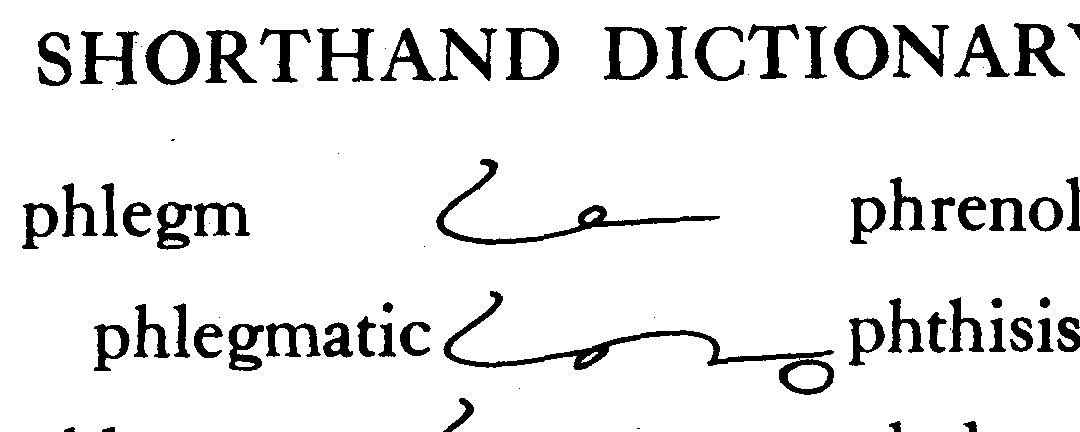 SHORTHAND DICTIONARY
phlegm
phlegmatic
phrenol
phthisis